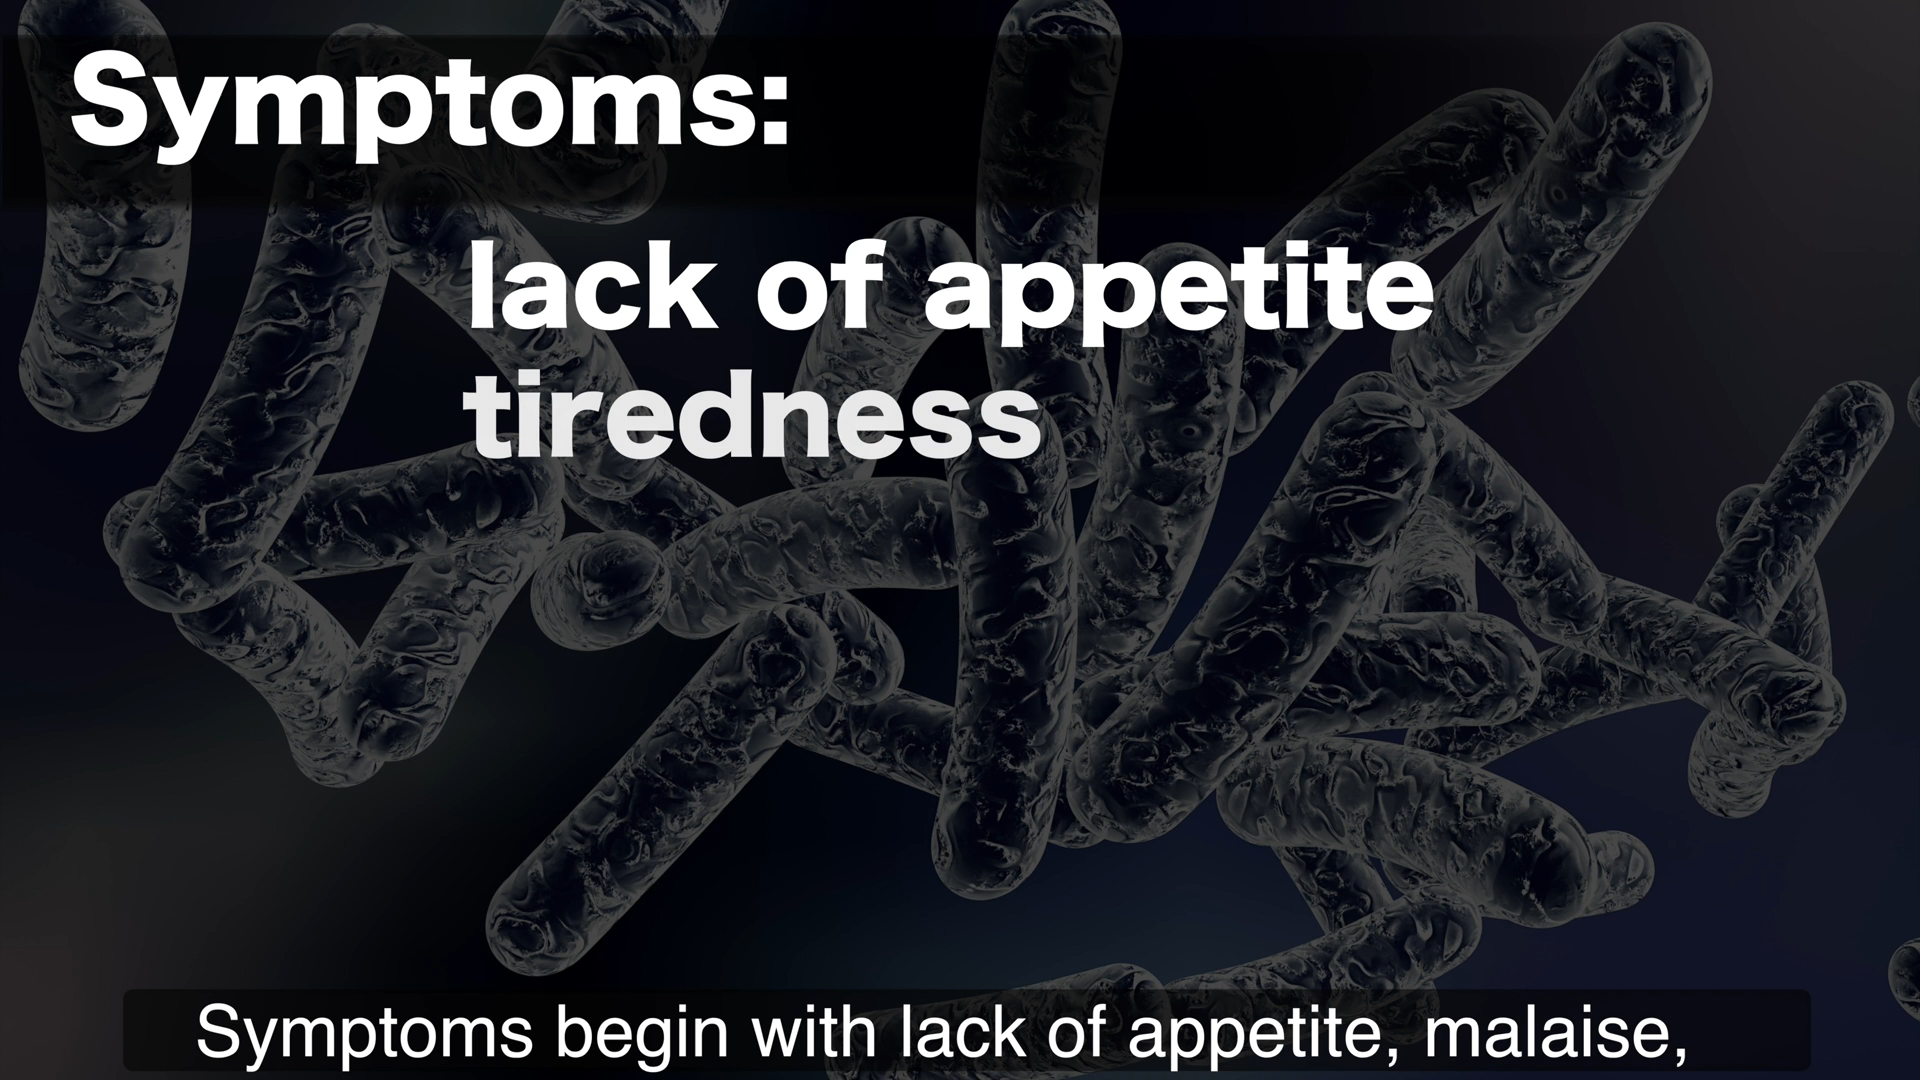 Symptoms:
lack of appetite
tiredness
Symptoms begin with lack of appetite, malaise,